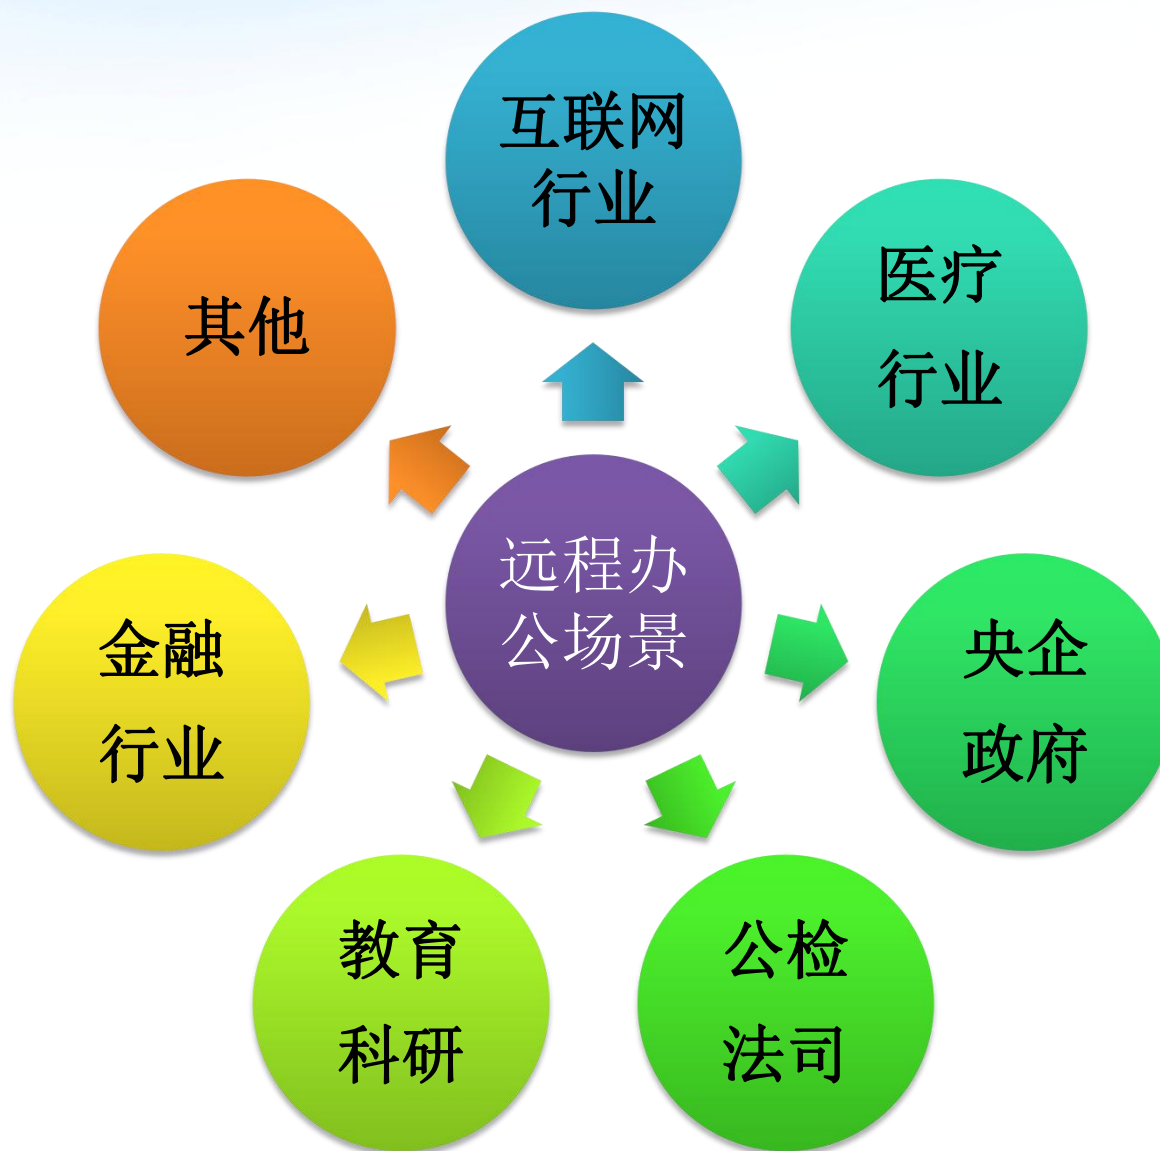 互联网
行业
医疗
行业
其他
远程办
公场景
金融
行业
央企
政府
教育
科研
公检
法司